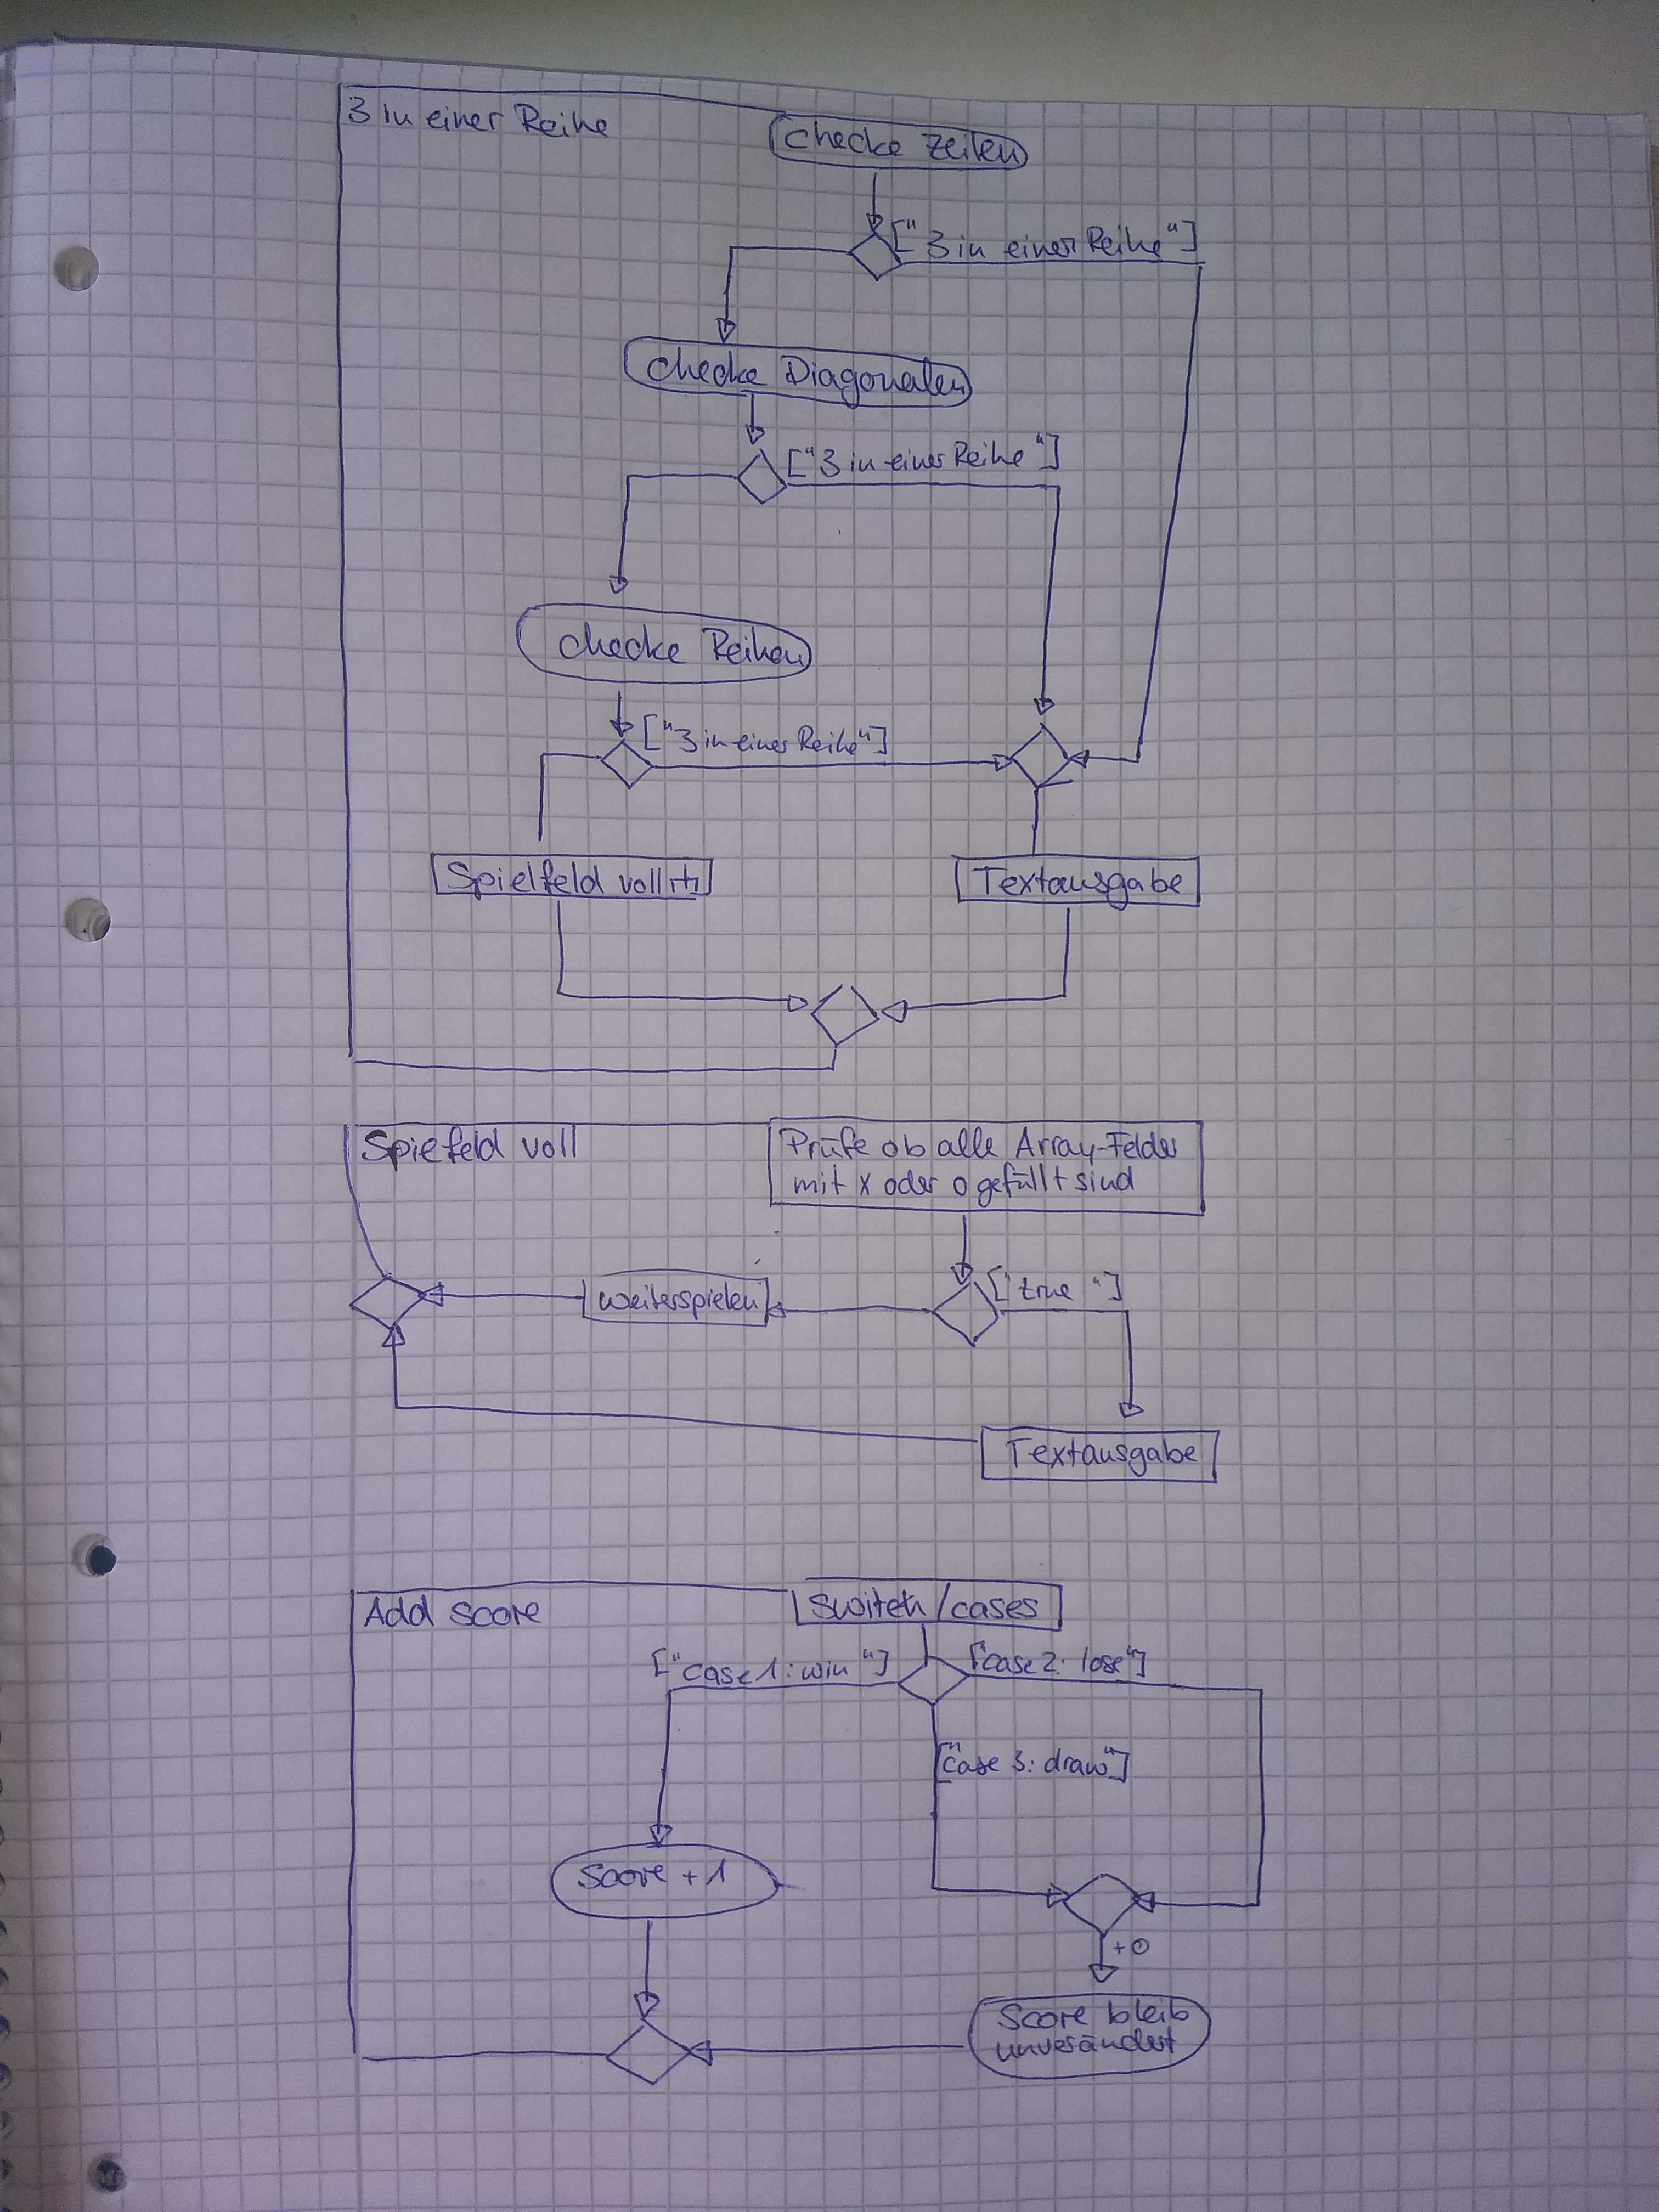 3 in einer Reihe
checke Zeilen
["3 in einer Reihe"]
checke Diagonalen
["3 in einer Reihe"]
checke Reihen
["3 in einer Reihe"]
Spielfeld voll
Textausgabe
Spiefeld voll
Prüfe ob alle Array-Felder
mit x oder o gefüllt sind
["true"]
weiterspielen
Textausgabe
Add score
switch/cases
["case 1: win"]
["case 2: lose"]
["case 3: draw"]
Score +1
+0
Score bleib
unverändert